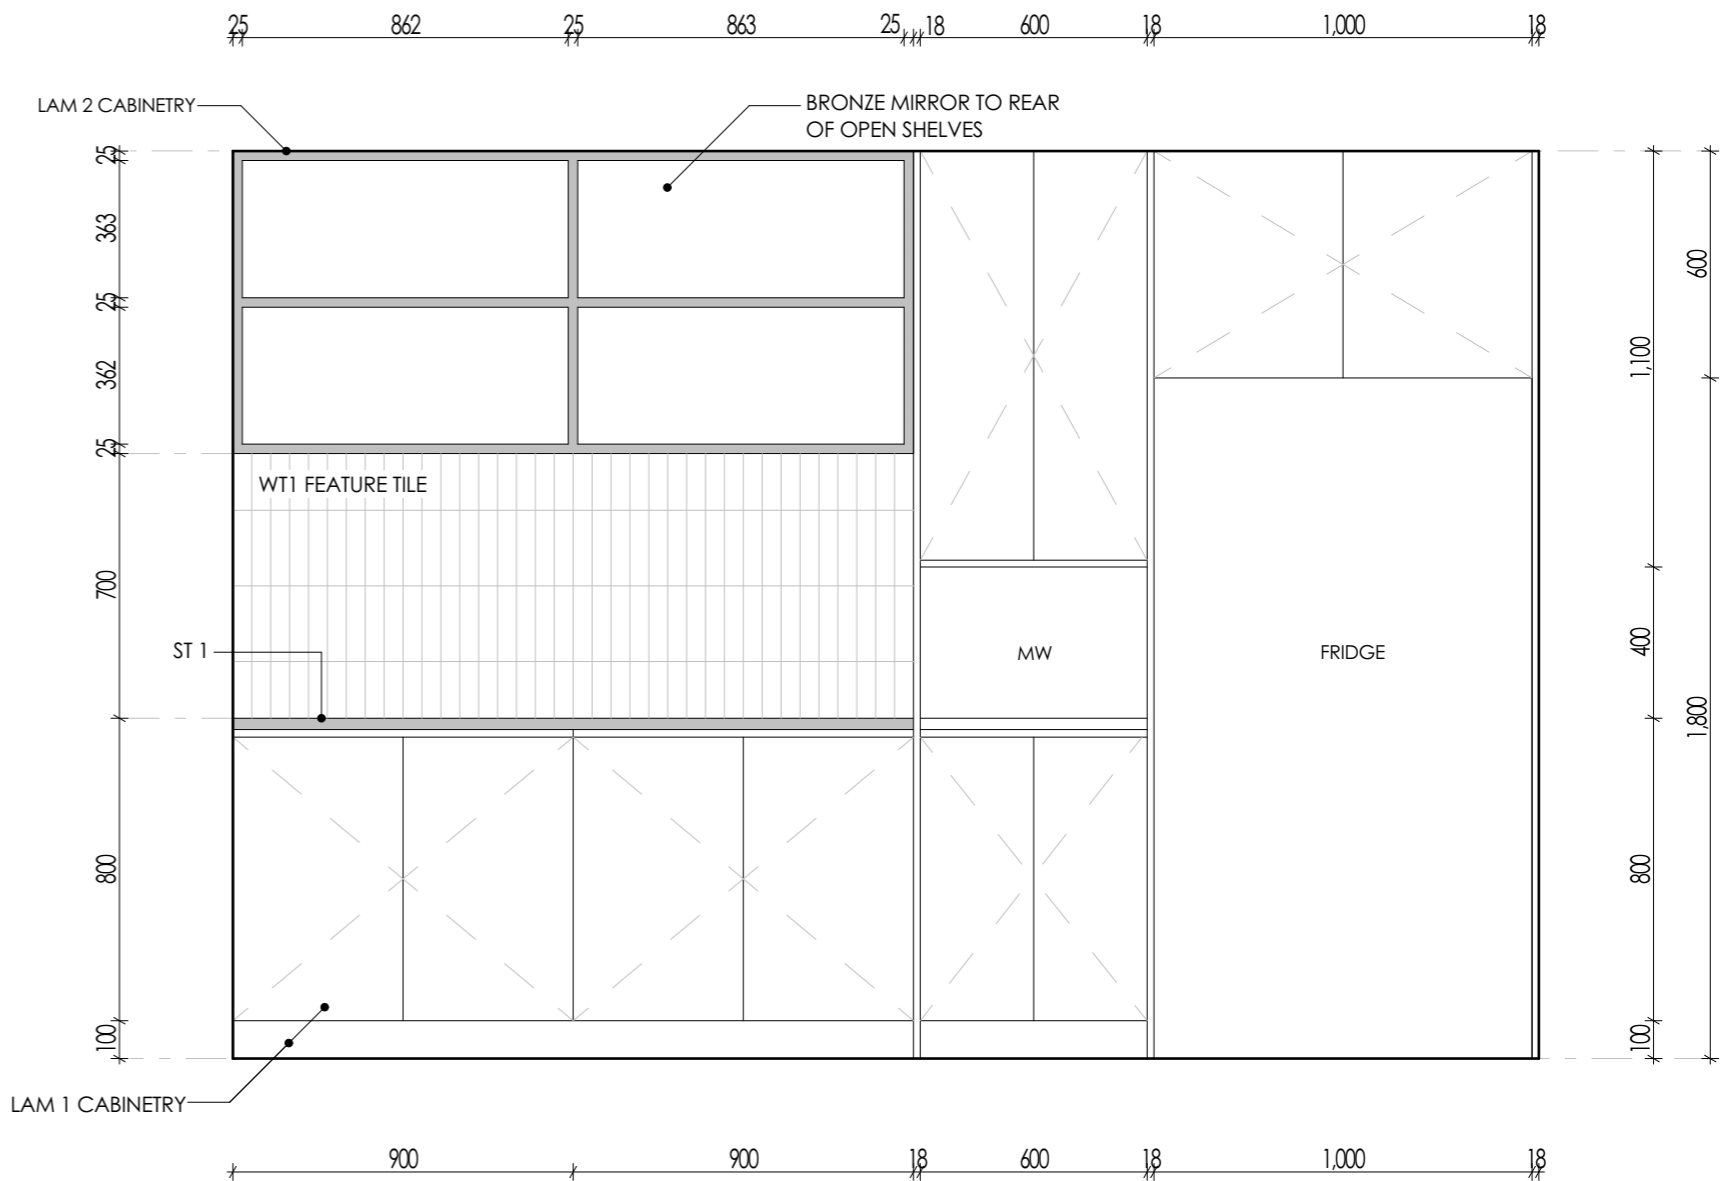 25 862 25 863 25 18 600 18 1,000 18
LAM 2 CABINETRY
BRONZE MIRROR TO REAR
OF OPEN SHELVES
25
363
25
362
25
700
800
100
WT1 FEATURE TILE
ST 1
MW
FRIDGE
1,100
400
800
100
600
1,800
LAM 1 CABINETRY
900 900 18 600 18 1,000 18